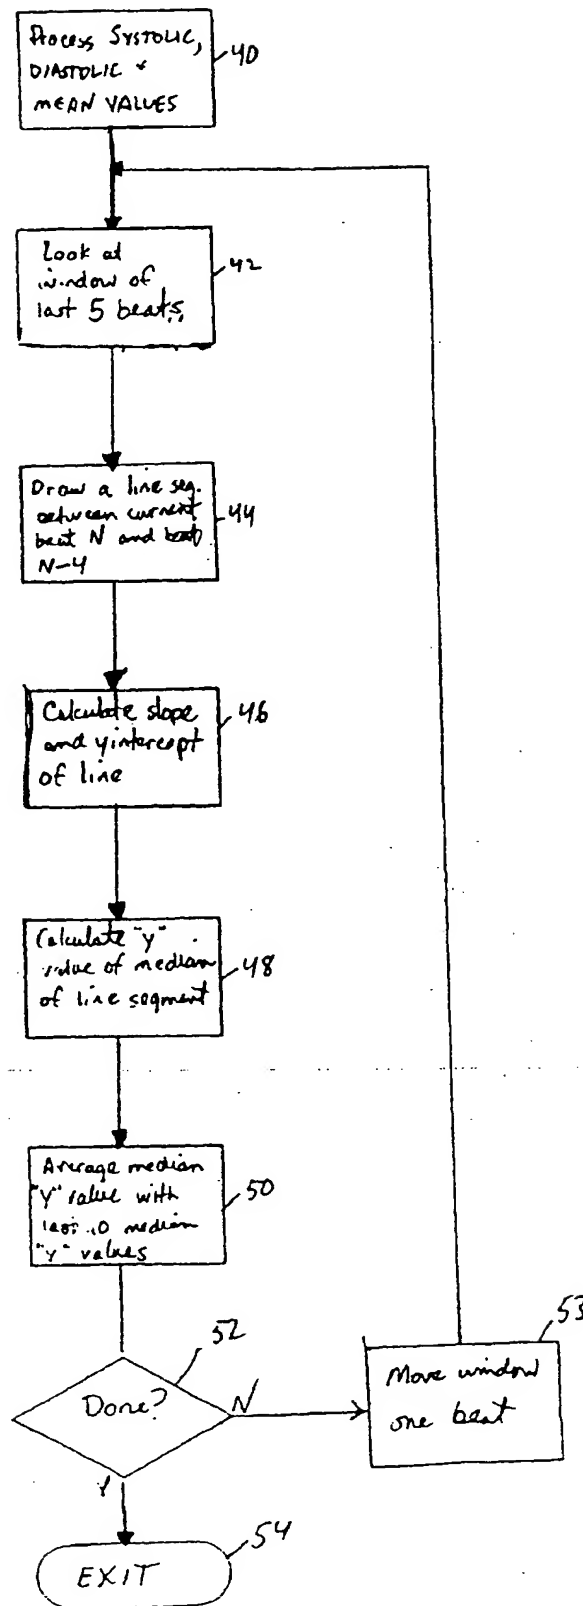 Process SYSTOLIC,
DIASTOLIC +
MEAN VALUES
40
Look at
window of
last 5 beats
42
Draw a line seg.
between current
beat N and beat
N-4
44
Calculate slope
and y intercept
of line
46
Calculate "y"
value of median
of line segment
48
Average median
"y" value with
last 10 median
"y" values
50
52
Done?
N
53
Move window
one beat
Y
54
EXIT